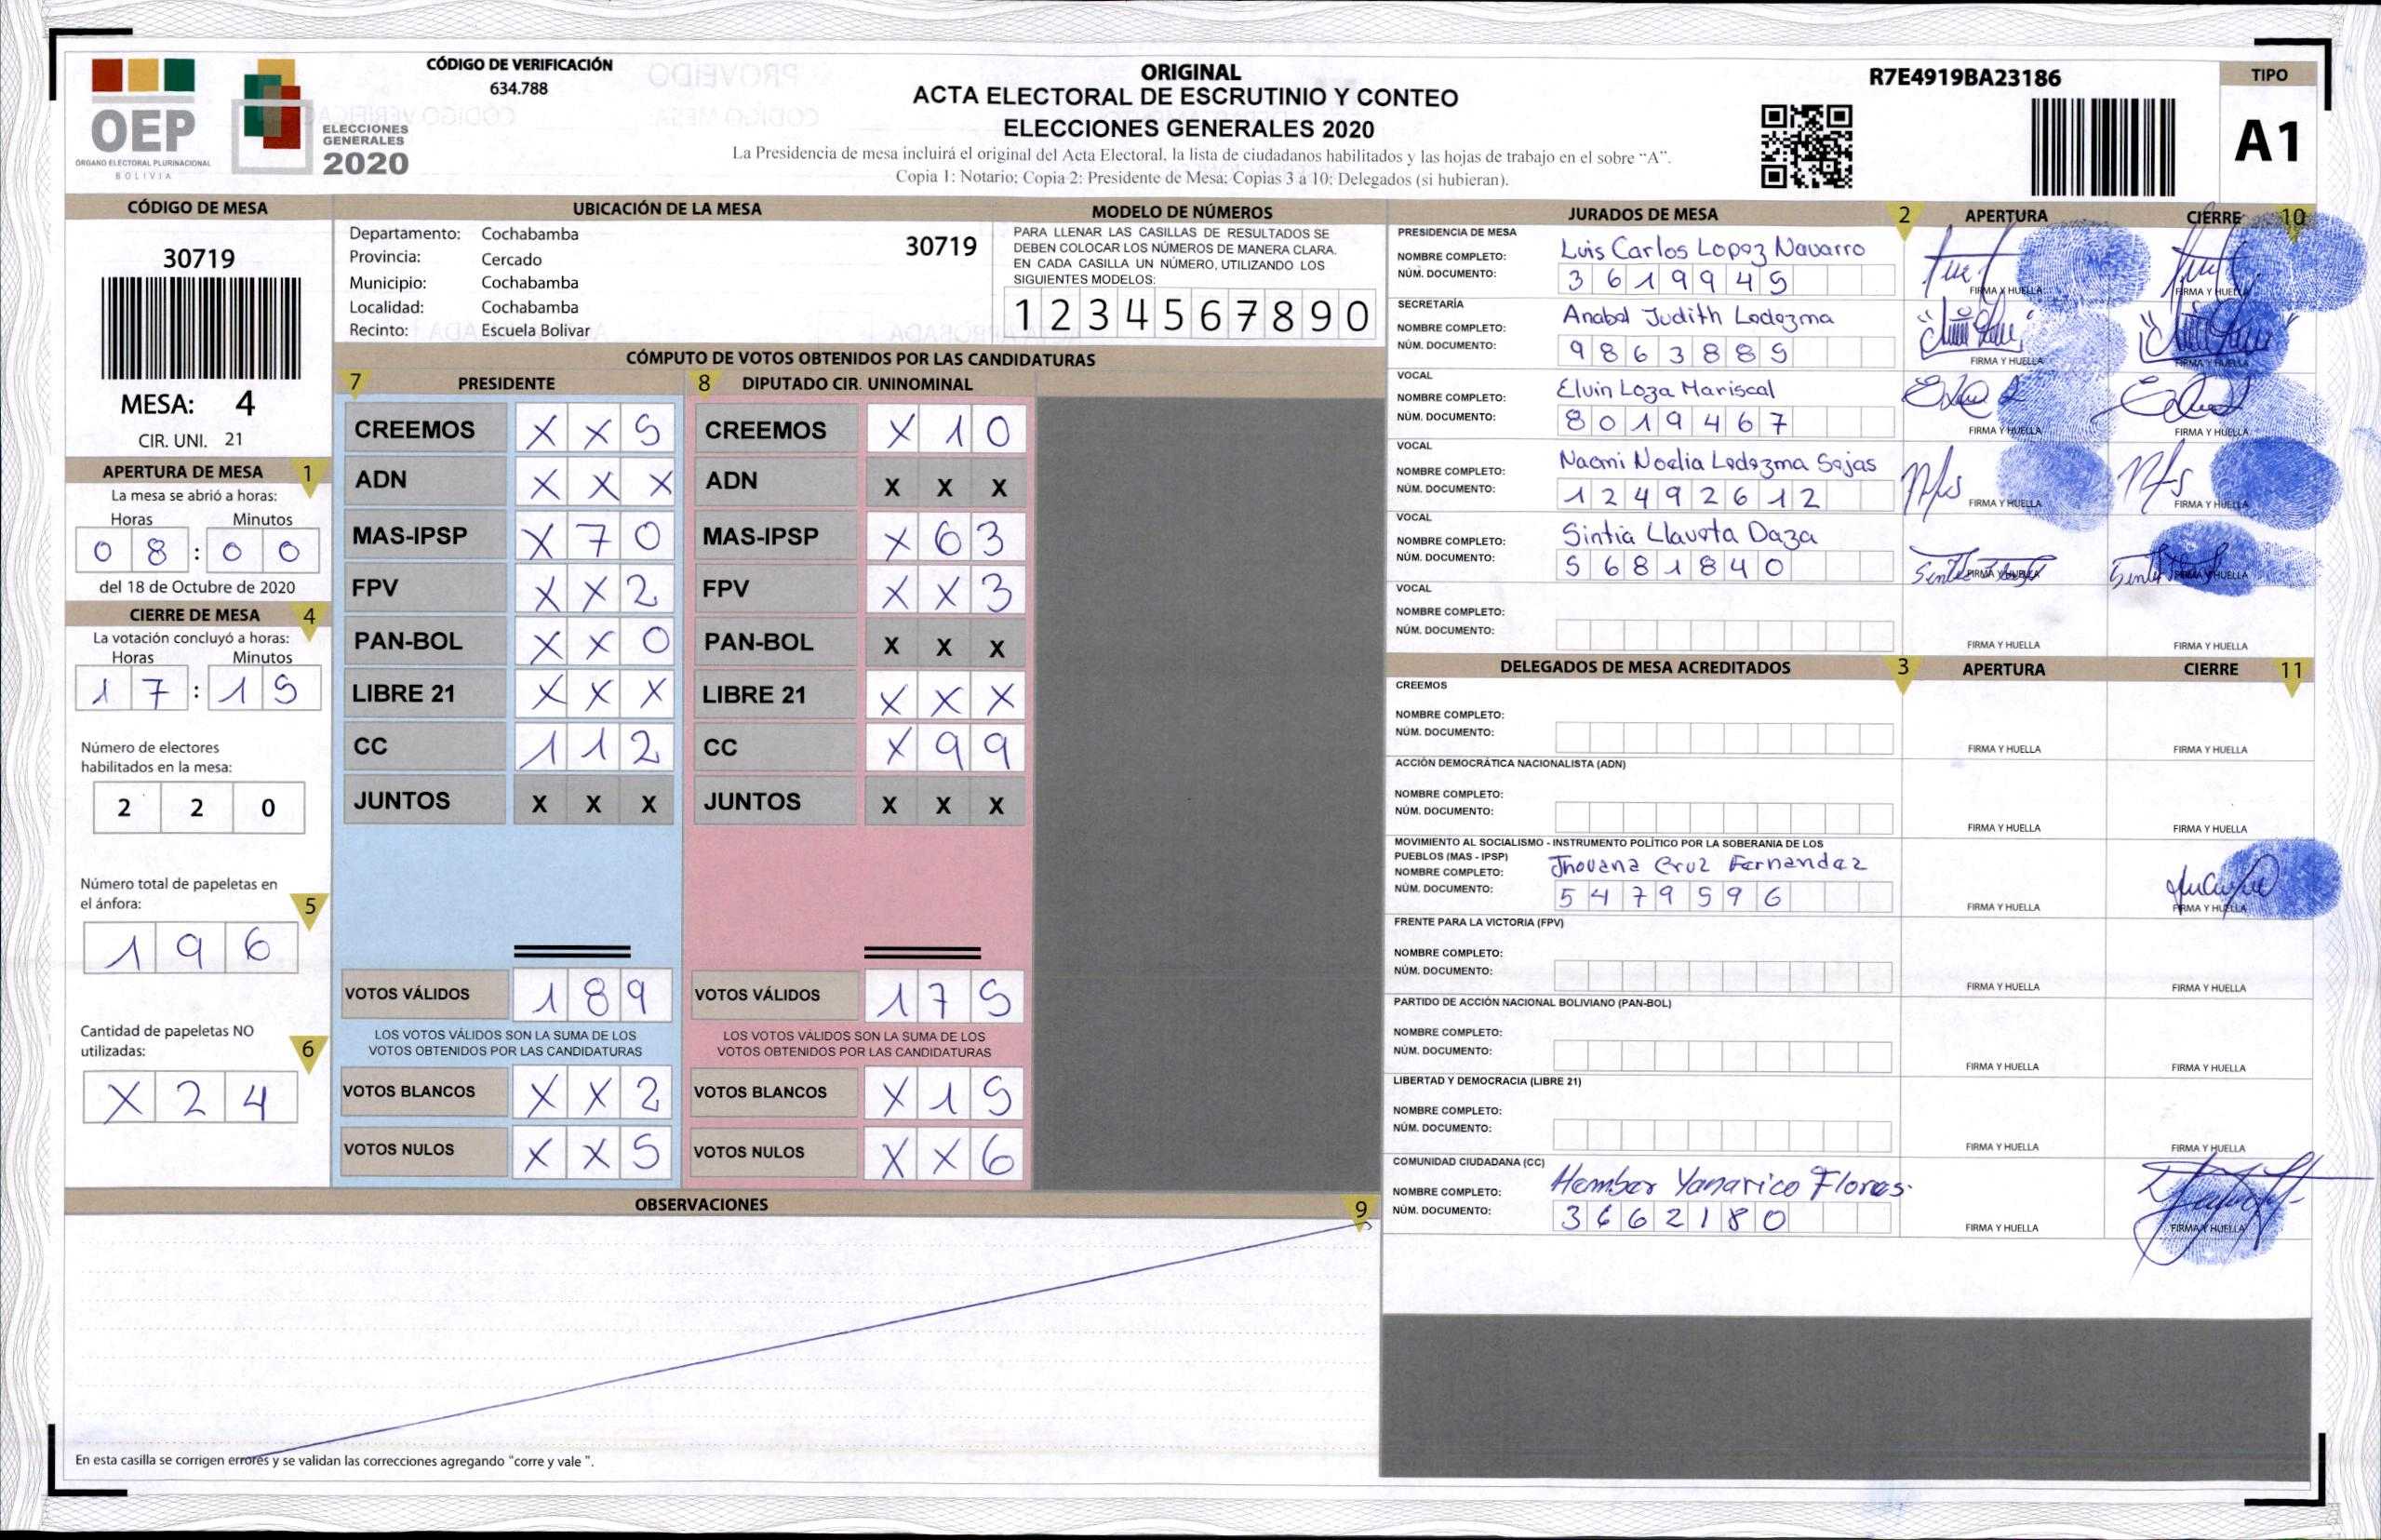 OEP
ÓRGANO ELECTORAL PLURINACIONAL
BOLIVIA
ELECCIONES
GENERALES
2020
CÓDIGO DE VERIFICACIÓN
634.788
ORIGINAL
ACTA ELECTORAL DE ESCRUTINIO Y CONTEO
ELECCIONES GENERALES 2020
La Presidencia de mesa incluirá el original del Acta Electoral, la lista de ciudadanos habilitados y las hojas de trabajo en el sobre "A".
Copia 1: Notario; Copia 2: Presidente de Mesa; Copias 3 a 10: Delegados (si hubieran).
R7E4919BA23186
TIPO
A1
CÓDIGO DE MESA
30719
MESA: 4
CIR. UNI. 21
APERTURA DE MESA 1
La mesa se abrió a horas:
Horas Minutos
0 8 : 0 0
del 18 de Octubre de 2020
CIERRE DE MESA 4
La votación concluyó a horas:
Horas Minutos
1 7 : 1 5
Número de electores
habilitados en la mesa:
2 2 0
Número total de papeletas en
el ánfora: 5
1 9 6
Cantidad de papeletas NO
utilizadas: 6
X 2 4
UBICACIÓN DE LA MESA
Departamento: Cochabamba
Provincia: Cercado
Municipio: Cochabamba
Localidad: Cochabamba
Recinto: Escuela Bolivar
30719
MODELO DE NÚMEROS
PARA LLENAR LAS CASILLAS DE RESULTADOS SE
DEBEN COLOCAR LOS NÚMEROS DE MANERA CLARA.
EN CADA CASILLA UN NÚMERO, UTILIZANDO LOS
SIGUIENTES MODELOS:
1 2 3 4 5 6 7 8 9 0
CÓMPUTO DE VOTOS OBTENIDOS POR LAS CANDIDATURAS
7 PRESIDENTE
CREEMOS X X 5
ADN X X X
MAS-IPSP X 7 0
FPV X X 2
PAN-BOL X X 0
LIBRE 21 X X X
CC 1 1 2
JUNTOS X X X
VOTOS VÁLIDOS 1 8 9
LOS VOTOS VÁLIDOS SON LA SUMA DE LOS
VOTOS OBTENIDOS POR LAS CANDIDATURAS
VOTOS BLANCOS X X 2
VOTOS NULOS X X 5
8 DIPUTADO CIR. UNINOMINAL
CREEMOS X 1 0
ADN X X X
MAS-IPSP X 6 3
FPV X X 3
PAN-BOL X X X
LIBRE 21 X X X
CC X 9 9
JUNTOS X X X
VOTOS VÁLIDOS 1 7 5
LOS VOTOS VÁLIDOS SON LA SUMA DE LOS
VOTOS OBTENIDOS POR LAS CANDIDATURAS
VOTOS BLANCOS X 1 5
VOTOS NULOS X X 6
OBSERVACIONES 9
En esta casilla se corrigen errores y se validan las correcciones agregando "corre y vale ".
JURADOS DE MESA 2 APERTURA CIERRE 10
PRESIDENCIA DE MESA
NOMBRE COMPLETO: Luis Carlos Lopez Navarro
NÚM. DOCUMENTO: 3 6 1 9 9 4 5
FIRMA Y HUELLA FIRMA Y HUELLA
SECRETARÍA
NOMBRE COMPLETO: Anabel Judith Ledezma
NÚM. DOCUMENTO: 9 8 6 3 8 8 5
FIRMA Y HUELLA FIRMA Y HUELLA
VOCAL
NOMBRE COMPLETO: Elvin Loza Mariscal
NÚM. DOCUMENTO: 8 0 1 9 4 6 7
FIRMA Y HUELLA FIRMA Y HUELLA
VOCAL
NOMBRE COMPLETO: Naomi Noelia Ledezma Sejas
NÚM. DOCUMENTO: 1 2 4 9 2 6 1 2
FIRMA Y HUELLA FIRMA Y HUELLA
VOCAL
NOMBRE COMPLETO: Sintia Llaveta Daza
NÚM. DOCUMENTO: 5 6 8 1 8 4 0
FIRMA Y HUELLA FIRMA Y HUELLA
VOCAL
NOMBRE COMPLETO:
NÚM. DOCUMENTO:
FIRMA Y HUELLA FIRMA Y HUELLA
DELEGADOS DE MESA ACREDITADOS 3 APERTURA CIERRE 11
CREEMOS
NOMBRE COMPLETO:
NÚM. DOCUMENTO:
FIRMA Y HUELLA FIRMA Y HUELLA
ACCIÓN DEMOCRÁTICA NACIONALISTA (ADN)
NOMBRE COMPLETO:
NÚM. DOCUMENTO:
FIRMA Y HUELLA FIRMA Y HUELLA
MOVIMIENTO AL SOCIALISMO - INSTRUMENTO POLÍTICO POR LA SOBERANIA DE LOS
PUEBLOS (MAS - IPSP)
NOMBRE COMPLETO: Jhovana Cruz Fernandez
NÚM. DOCUMENTO: 5 4 7 9 5 9 6
FIRMA Y HUELLA FIRMA Y HUELLA
FRENTE PARA LA VICTORIA (FPV)
NOMBRE COMPLETO:
NÚM. DOCUMENTO:
FIRMA Y HUELLA FIRMA Y HUELLA
PARTIDO DE ACCIÓN NACIONAL BOLIVIANO (PAN-BOL)
NOMBRE COMPLETO:
NÚM. DOCUMENTO:
FIRMA Y HUELLA FIRMA Y HUELLA
LIBERTAD Y DEMOCRACIA (LIBRE 21)
NOMBRE COMPLETO:
NÚM. DOCUMENTO:
FIRMA Y HUELLA FIRMA Y HUELLA
COMUNIDAD CIUDADANA (CC)
NOMBRE COMPLETO: Hember Yanarico Flores.
NÚM. DOCUMENTO: 3 6 6 2 1 8 0
FIRMA Y HUELLA FIRMA Y HUELLA